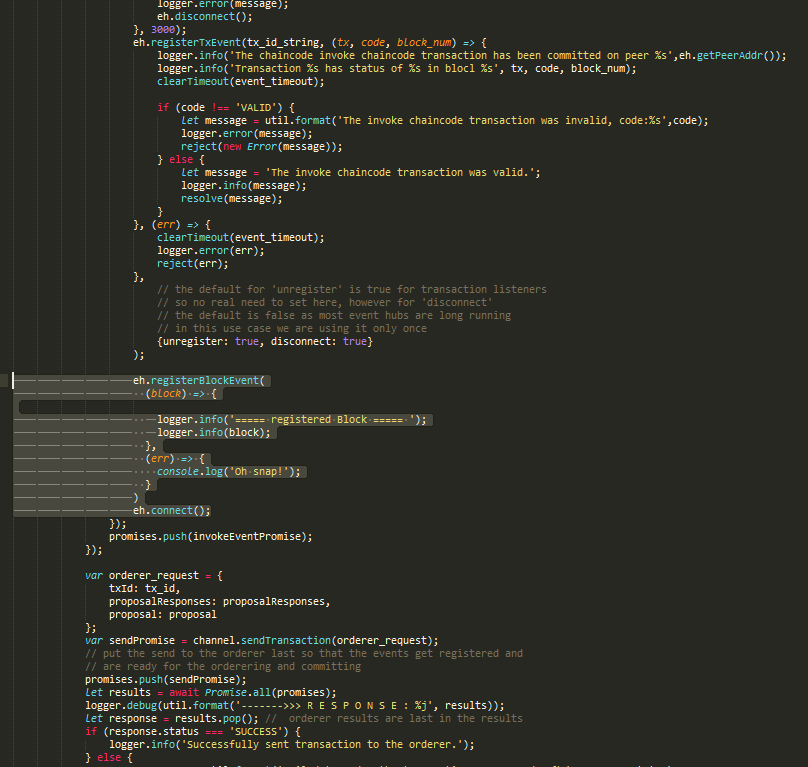 logger.error(message);
eh.disconnect();
}, 3000);
eh.registerTxEvent(tx_id_string, (tx, code, block_num) => {
logger.info('The chaincode invoke chaincode transaction has been committed on peer %s',eh.getPeerAddr());
logger.info('Transaction %s has status of %s in blocl %s', tx, code, block_num);
clearTimeout(event_timeout);
if (code !== 'VALID') {
let message = util.format('The invoke chaincode transaction was invalid, code:%s',code);
logger.error(message);
reject(new Error(message));
} else {
let message = 'The invoke chaincode transaction was valid.';
logger.info(message);
resolve(message);
}
}, (err) => {
clearTimeout(event_timeout);
logger.error(err);
reject(err);
},
// the default for 'unregister' is true for transaction listeners
// so no real need to set here, however for 'disconnect'
// the default is false as most event hubs are long running
// in this use case we are using it only once
{unregister: true, disconnect: true}
);
eh.registerBlockEvent(
(block) => {
logger.info('===== registered Block ===== ');
logger.info(block);
},
(err) => {
console.log('Oh snap!');
}
)
eh.connect();
});
promises.push(invokeEventPromise);
});
var orderer_request = {
txId: tx_id,
proposalResponses: proposalResponses,
proposal: proposal
};
var sendPromise = channel.sendTransaction(orderer_request);
// put the send to the orderer last so that the events get registered and
// are ready for the orderering and committing
promises.push(sendPromise);
let results = await Promise.all(promises);
logger.debug(util.format('------->>> R E S P O N S E : %j', results));
let response = results.pop(); //  orderer results are last in the results
if (response.status === 'SUCCESS') {
logger.info('Successfully sent transaction to the orderer.');
} else {